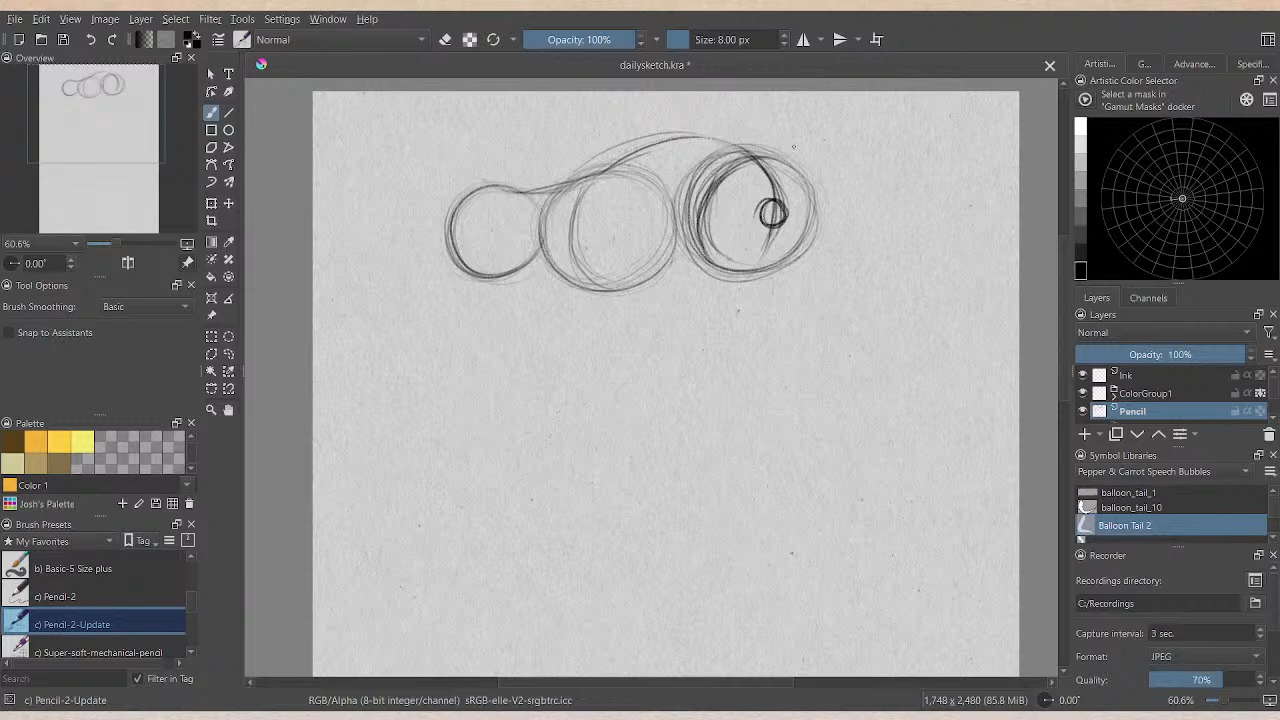 File Edit View Image Layer Select Filter Tools Settings Window Help
Normal Opacity: 100% Size: 8.00 px
Overview
dailysketch.kra *
60.6%
0.00°
Tool Options
Brush Smoothing: Basic
Snap to Assistants
Palette
Color 1
Josh's Palette
Brush Presets
My Favorites Tag
b) Basic-5 Size plus
c) Pencil-2
c) Pencil-2-Update
c) Super-soft-mechanical-pencil
Search Filter in Tag
c) Pencil-2-Update
RGB/Alpha (8-bit integer/channel) sRGB-elle-V2-srgbtrc.icc
1,748 x 2,480 (85.8 MiB) 0.00° 60.6%
Artisti... G... Advance... Specifi...
Artistic Color Selector
Select a mask in
"Gamut Masks" docker
Layers Channels
Layers
Normal
Opacity: 100%
Ink
ColorGroup1
Pencil
Symbol Libraries
Pepper & Carrot Speech Bubbles
balloon_tail_1
balloon_tail_10
Balloon Tail 2
Recorder
Recordings directory:
C:/Recordings
Capture interval: 3 sec.
Format: JPEG
Quality: 70%